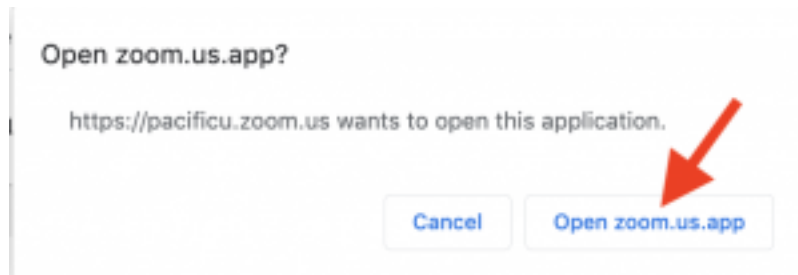 Open zoom.us.app?
https://pacificu.zoom.us wants to open this application.
Cancel Open zoom.us.app